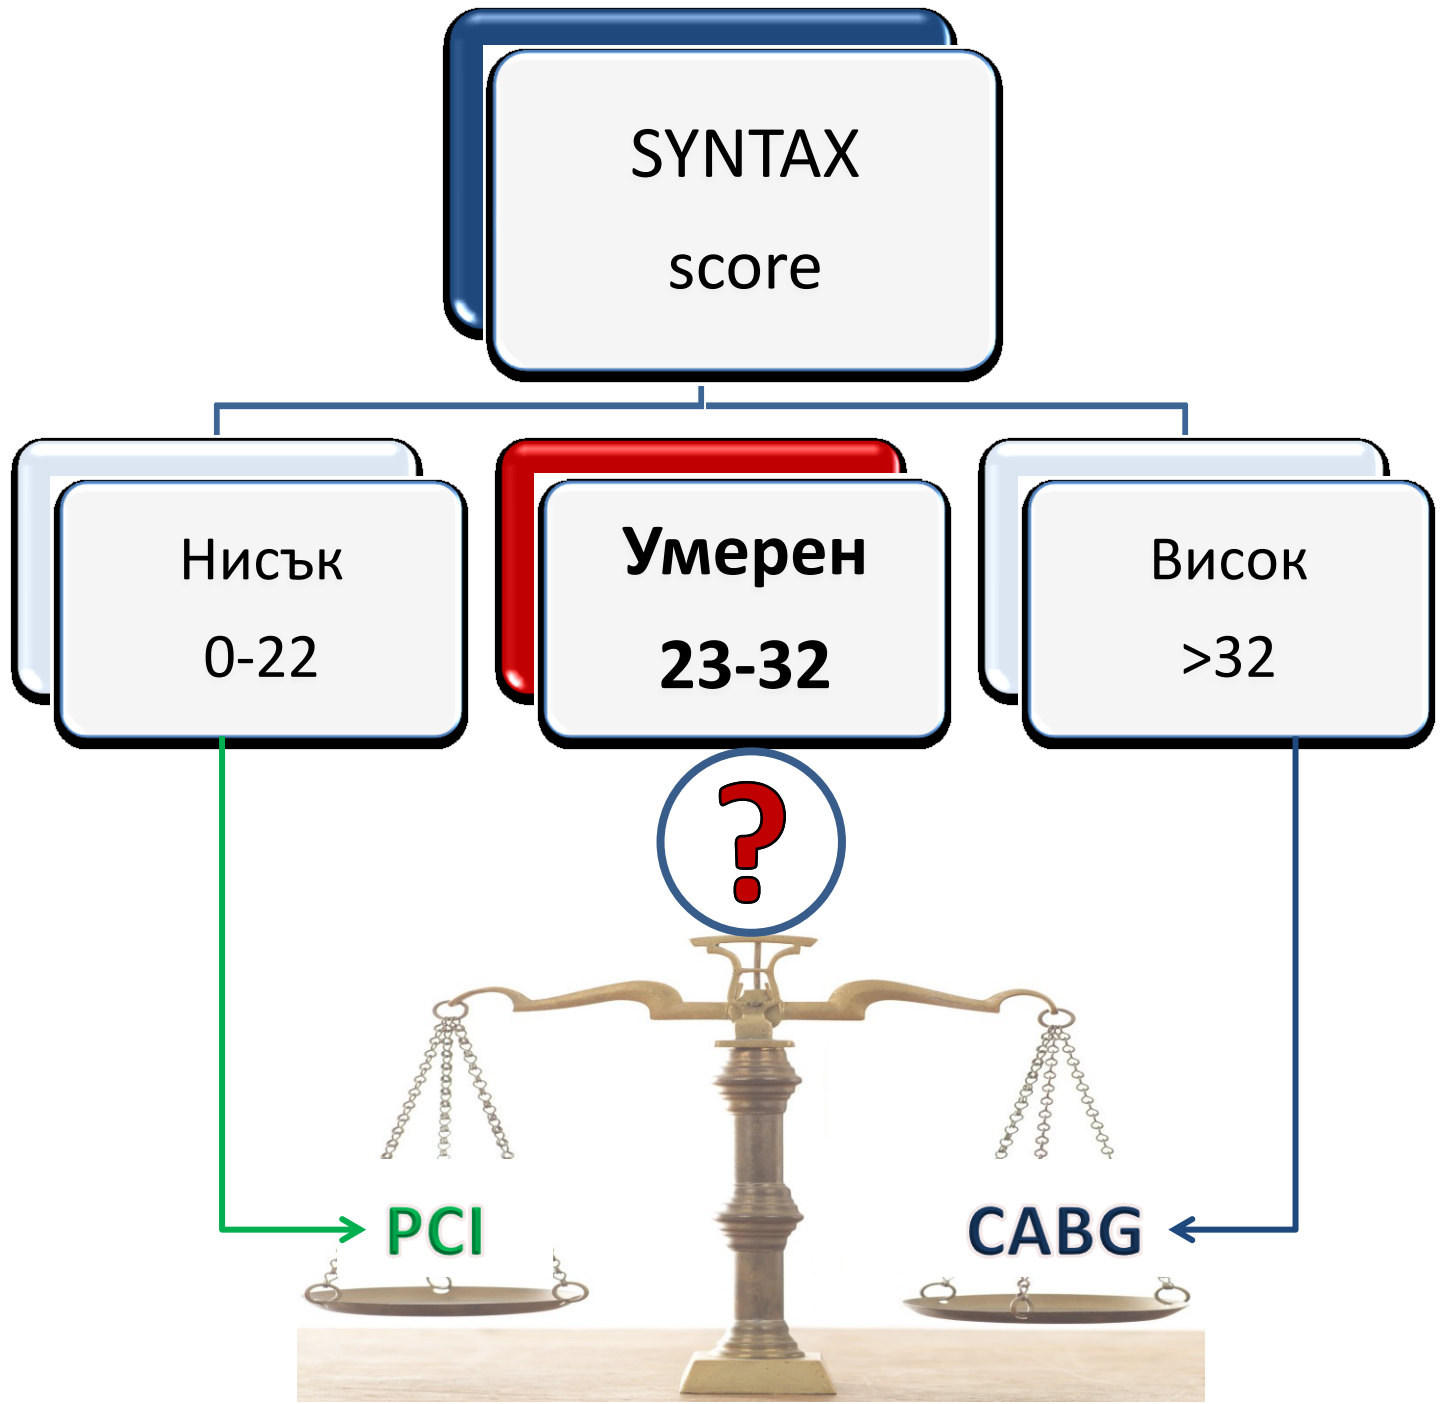 SYNTAX
score
Нисък
0-22
Умерен
23-32
Висок
>32
?
PCI
CABG